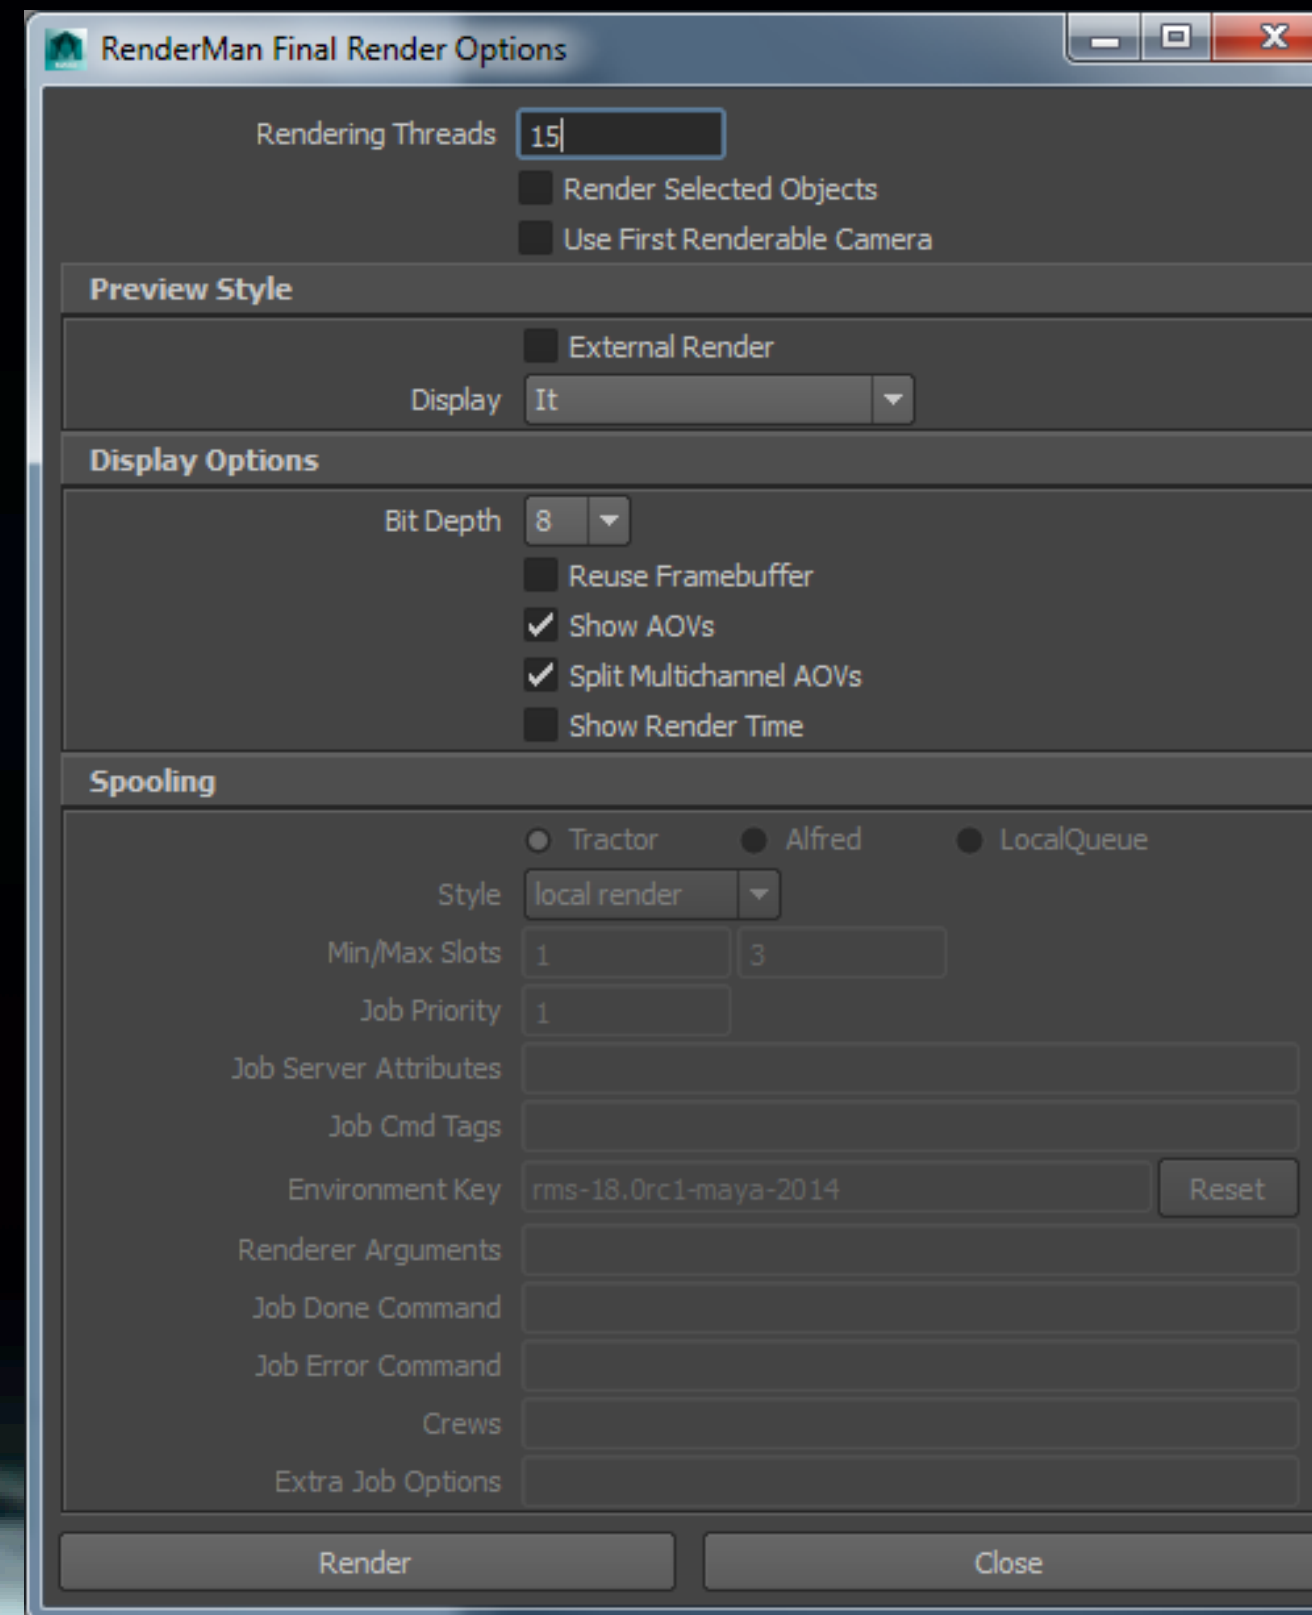 RenderMan Final Render Options
Rendering Threads 15
Render Selected Objects
Use First Renderable Camera
Preview Style
External Render
Display It
Display Options
Bit Depth 8
Reuse Framebuffer
Show AOVs
Split Multichannel AOVs
Show Render Time
Spooling
Tractor Alfred LocalQueue
Style local render
Min/Max Slots 1 3
Job Priority 1
Job Server Attributes
Job Cmd Tags
Environment Key rms-18.0rc1-maya-2014 Reset
Renderer Arguments
Job Done Command
Job Error Command
Crews
Extra Job Options
Render Close